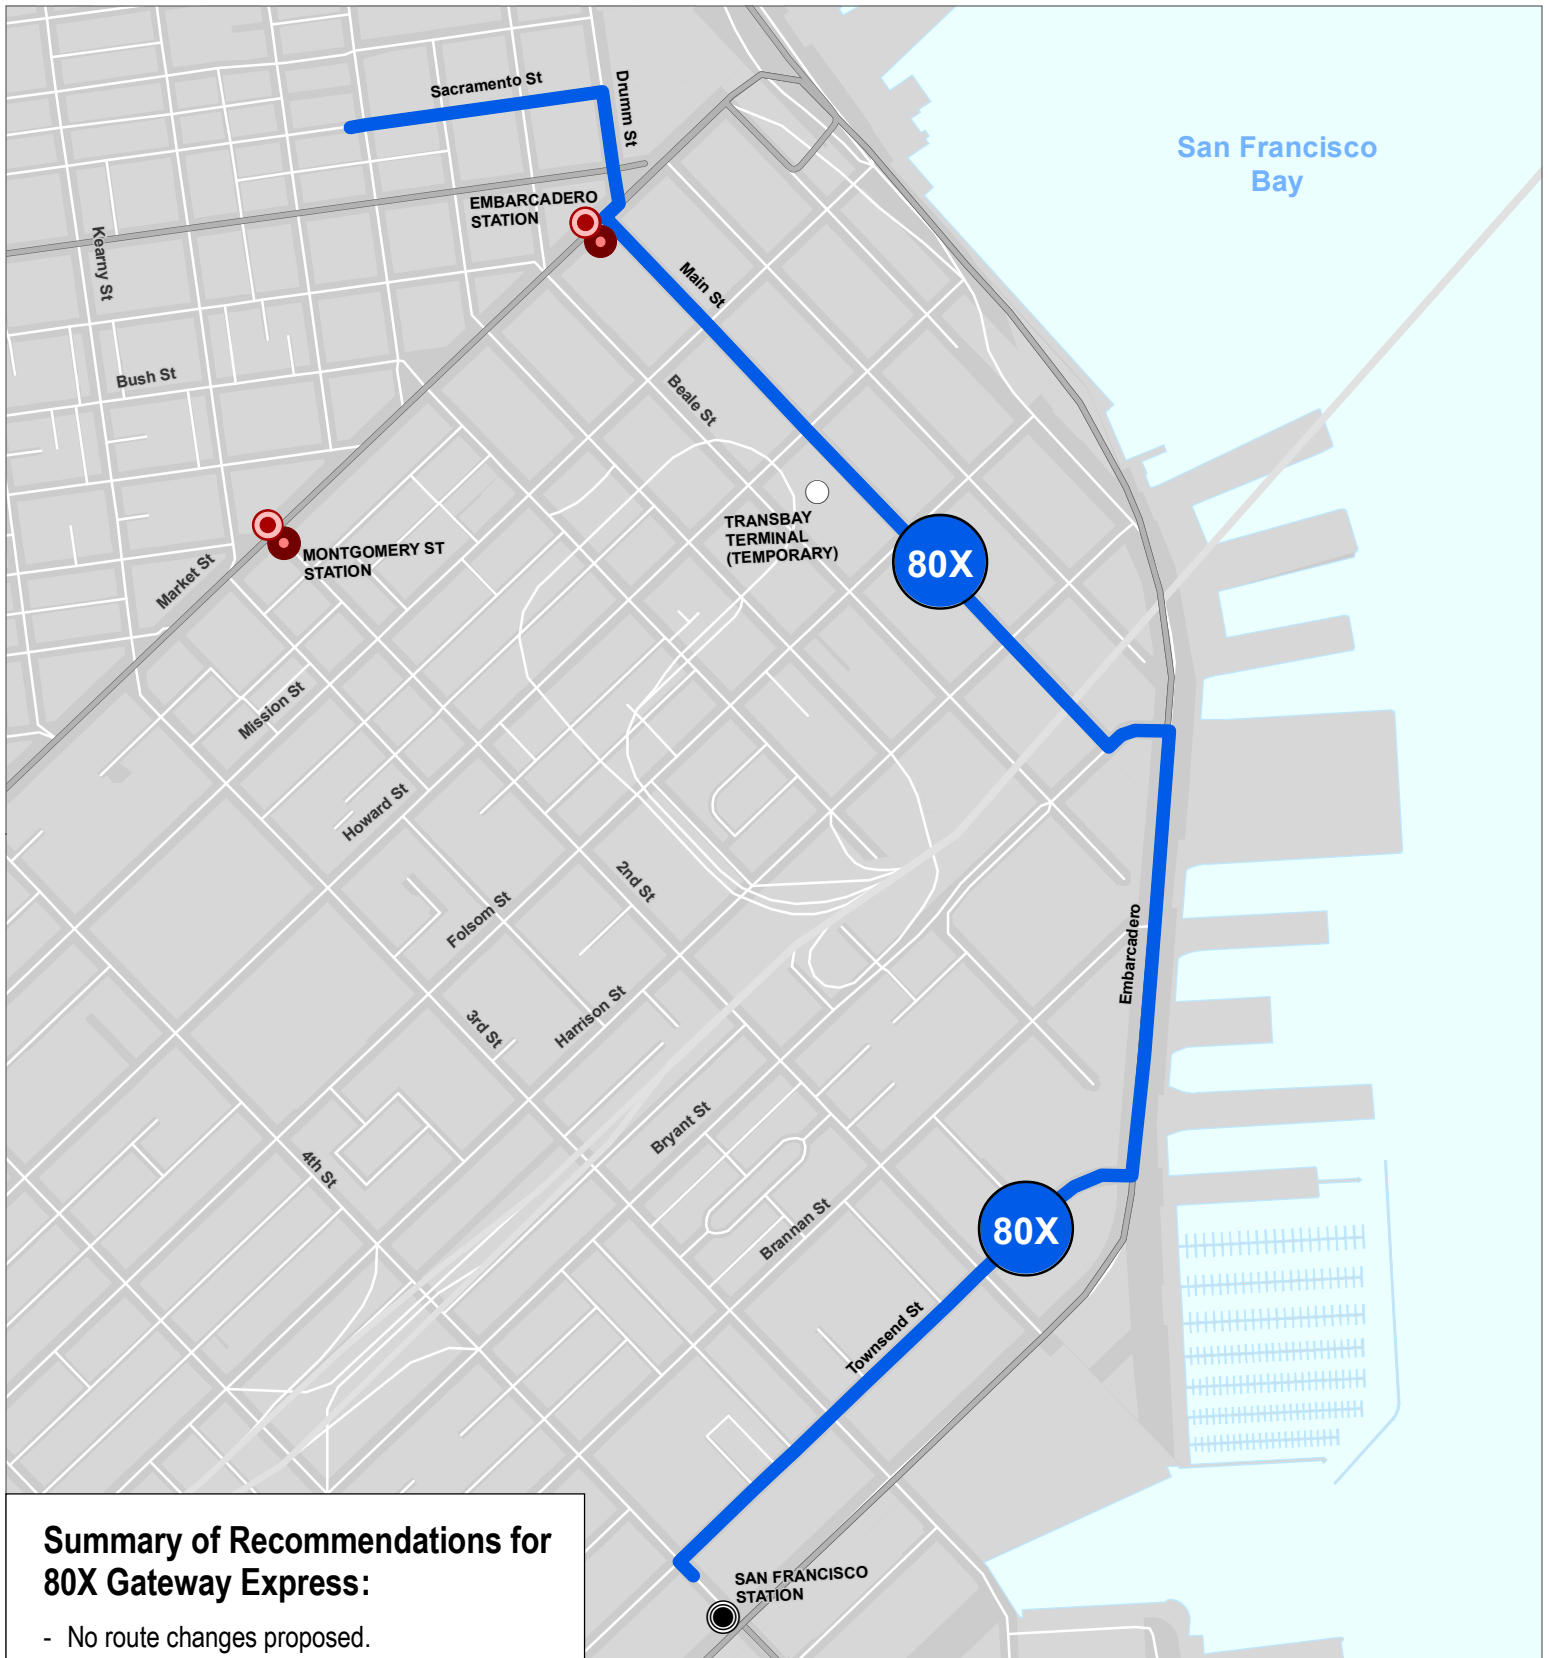 Sacramento St
Drumm St
San Francisco
Bay
EMBARCADERO
STATION
Kearny St
Main St
Bush St
Beale St
TRANSBAY
TERMINAL
(TEMPORARY)
80X
MONTGOMERY ST
STATION
Market St
Mission St
Howard St
2nd St
Folsom St
Embarcadero
3rd St
Harrison St
Bryant St
4th St
Brannan St
80X
Townsend St
SAN FRANCISCO
STATION
Summary of Recommendations for
80X Gateway Express:
- No route changes proposed.